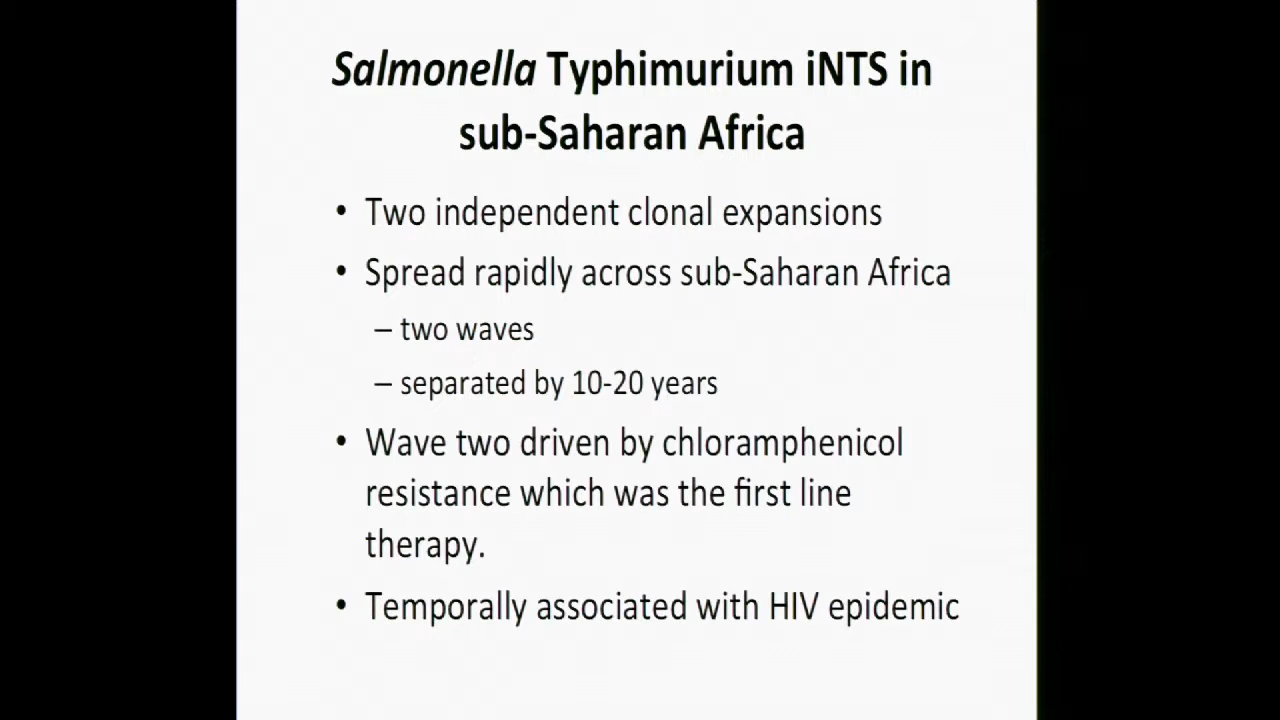 Salmonella Typhimurium iNTS in
sub-Saharan Africa
• Two independent clonal expansions
• Spread rapidly across sub-Saharan Africa
– two waves
– separated by 10-20 years
• Wave two driven by chloramphenicol
resistance which was the first line
therapy.
• Temporally associated with HIV epidemic